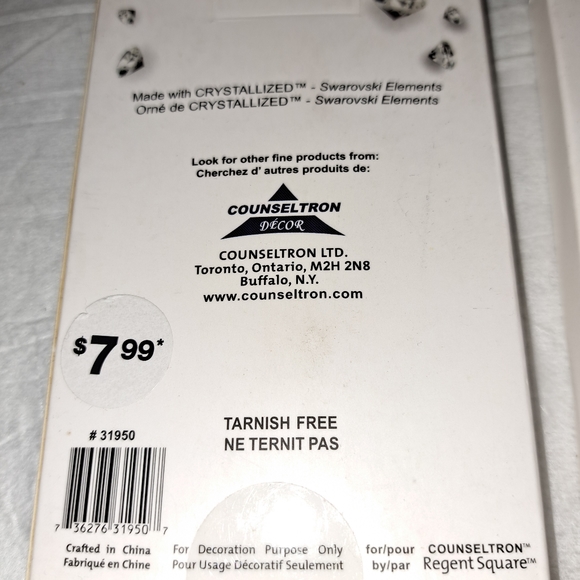 Made with CRYSTALLIZED™ - Swarovski Elements
Orné de CRYSTALLIZED™ - Swarovski Elements
Look for other fine products from:
Cherchez d' autres produits de:
COUNSELTRON
DÉCOR
COUNSELTRON LTD.
Toronto, Ontario, M2H 2N8
Buffalo, N.Y.
www.counseltron.com
$7.99*
TARNISH FREE
NE TERNIT PAS
# 31950
7 36276 31950 7
Crafted in China
Fabriqué en Chine
For Decoration Purpose Only
Pour Usage Décoratif Seulement
for/pour COUNSELTRON™
by/par Regent Square™